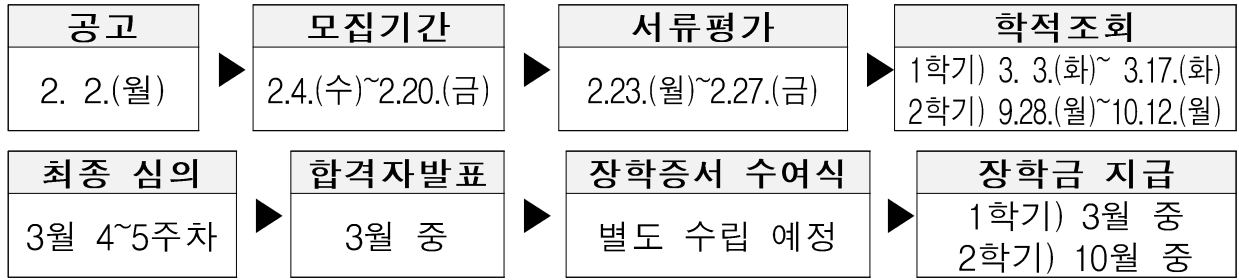 공고
2. 2.(월)
모집기간
2.4.(수)~2.20.(금)
서류평가
2.23.(월)~2.27.(금)
학적조회
1학기) 3. 3.(화)~ 3.17.(화)
2학기) 9.28.(월)~10.12.(월)
최종 심의
3월 4~5주차
합격자발표
3월 중
장학증서 수여식
별도 수립 예정
장학금 지급
1학기) 3월 중
2학기) 10월 중